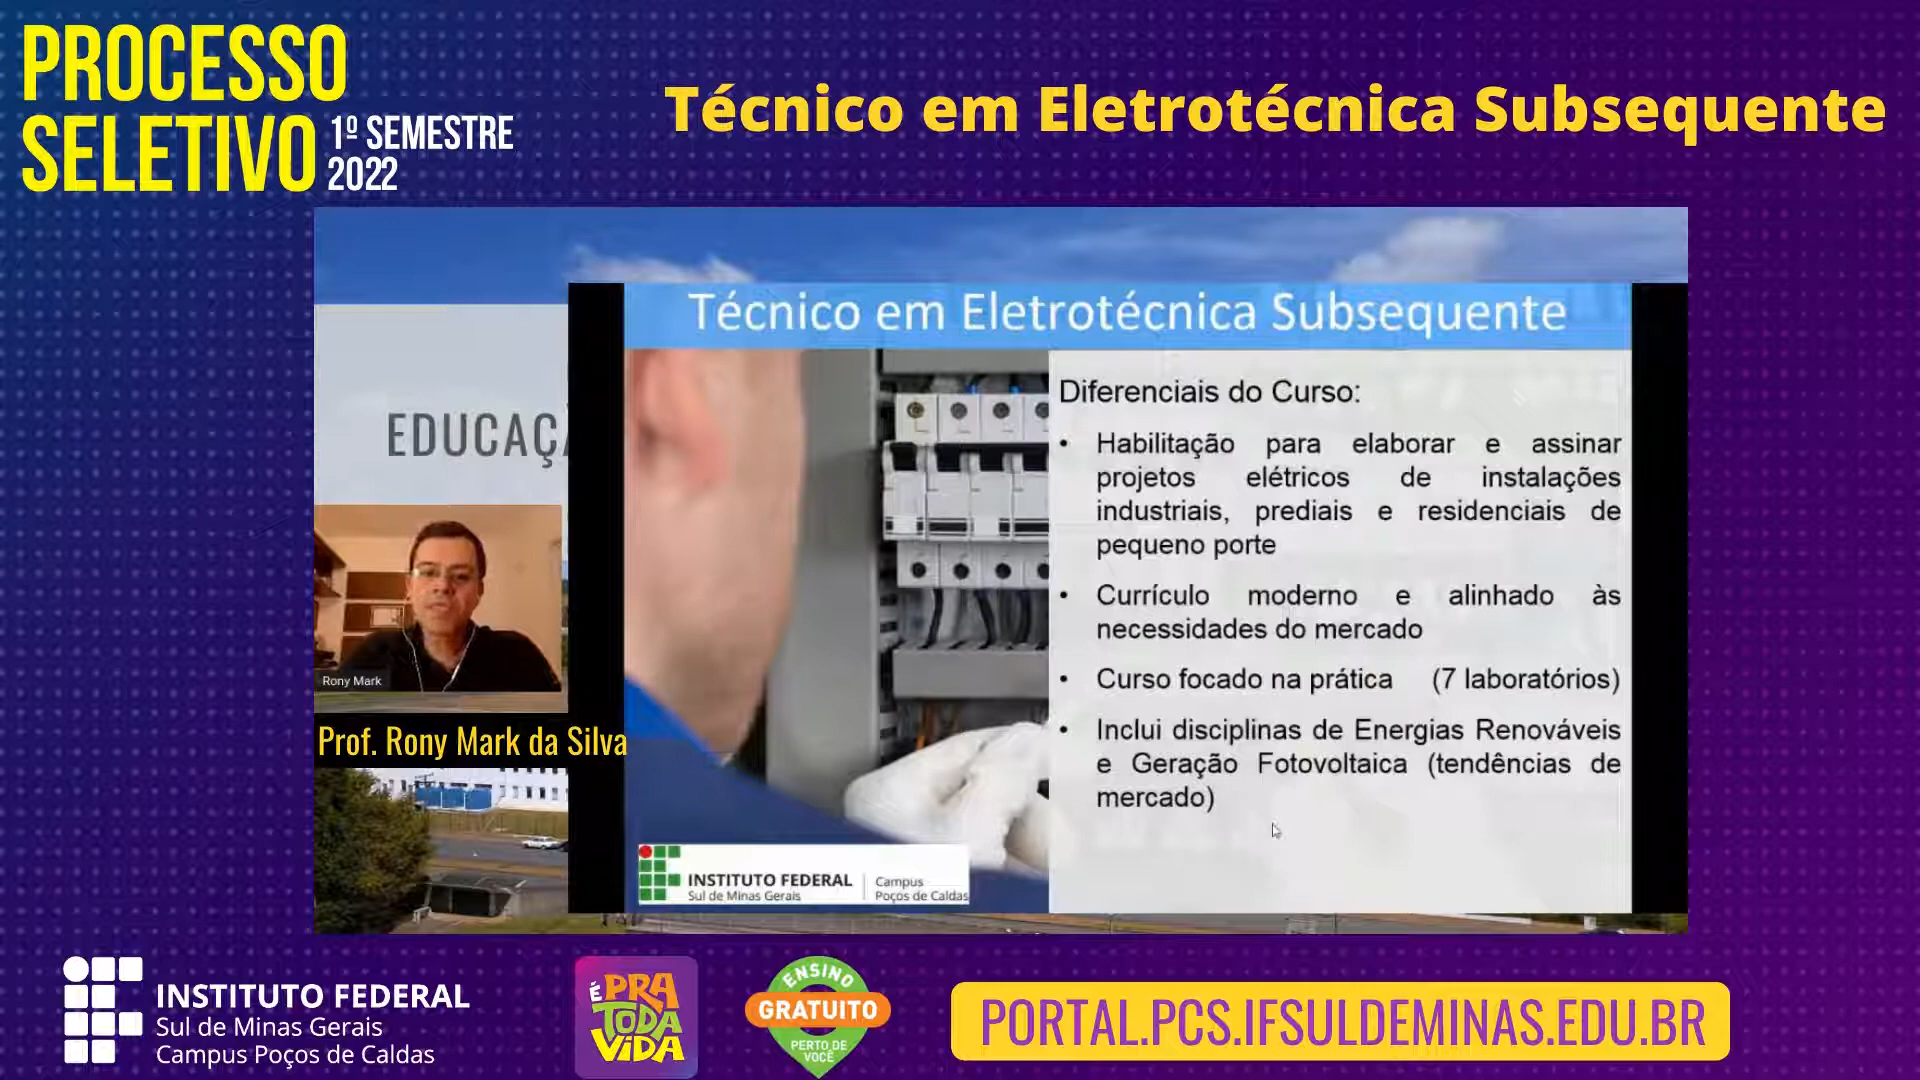 PROCESSO
SELETIVO 1º SEMESTRE
2022
Técnico em Eletrotécnica Subsequente
Técnico em Eletrotécnica Subsequente
EDUCAÇÃ
Diferenciais do Curso:
• Habilitação para elaborar e assinar
projetos elétricos de instalações
industriais, prediais e residenciais de
pequeno porte
• Currículo moderno e alinhado às
necessidades do mercado
• Curso focado na prática (7 laboratórios)
• Inclui disciplinas de Energias Renováveis
e Geração Fotovoltaica (tendências de
mercado)
Rony Mark
Prof. Rony Mark da Silva
INSTITUTO FEDERAL
Sul de Minas Gerais
Campus
Poços de Caldas
INSTITUTO FEDERAL
Sul de Minas Gerais
Campus Poços de Caldas
É PRA
TODA
VIDA
ENSINO
GRATUITO
PERTO DE
VOCÊ
PORTAL.PCS.IFSULDEMINAS.EDU.BR